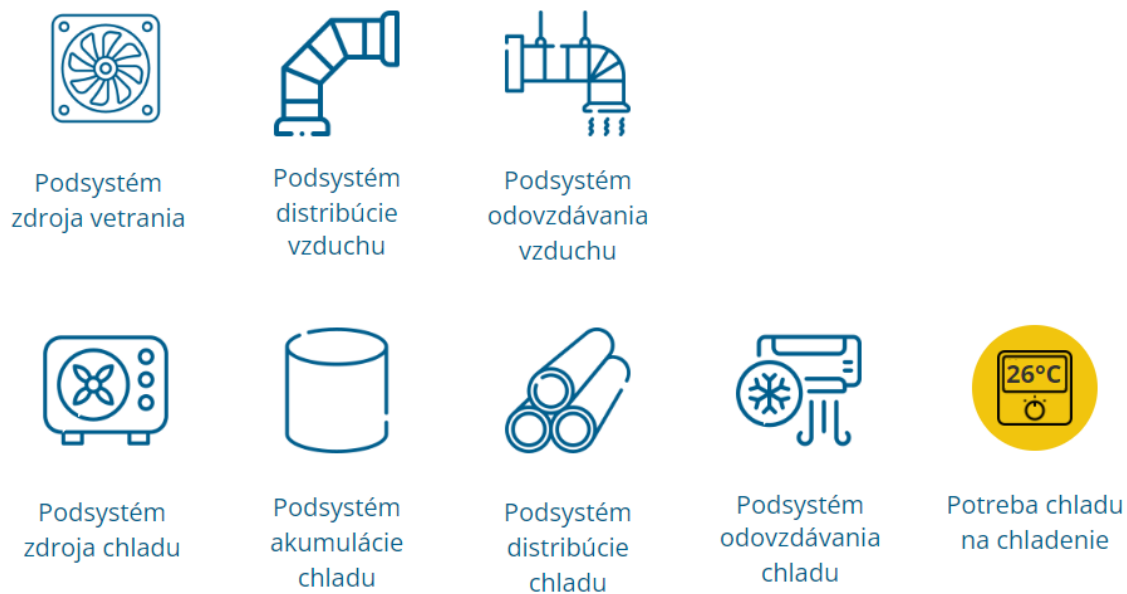 Podsystém
zdroja vetrania
Podsystém
distribúcie
vzduchu
Podsystém
odovzdávania
vzduchu
26°C
Podsystém
zdroja chladu
Podsystém
akumulácie
chladu
Podsystém
distribúcie
chladu
Podsystém
odovzdávania
chladu
Potreba chladu
na chladenie